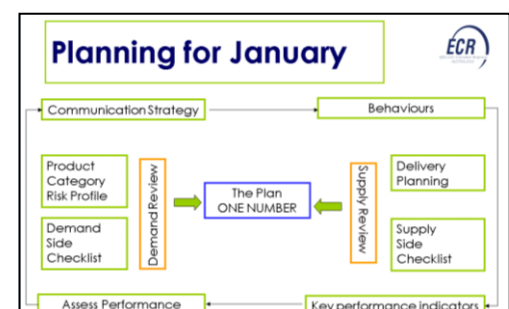 Planning for January
ECR
Communication Strategy
Behaviours
Product
Category
Risk Profile
Demand Review
Demand
Side
Checklist
The Plan
ONE NUMBER
Supply Review
Delivery
Planning
Supply
Side
Checklist
Assess Performance
Key performance indicators